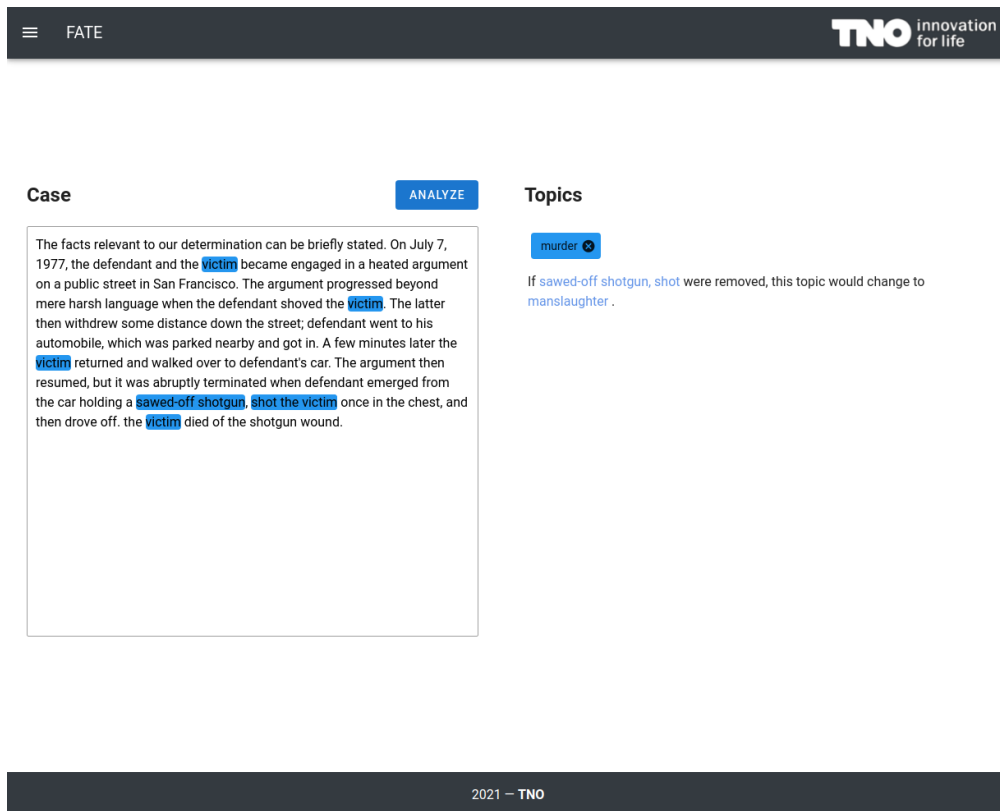 FATE
TNO innovation
for life
Case
ANALYZE
Topics
The facts relevant to our determination can be briefly stated. On July 7,
1977, the defendant and the victim became engaged in a heated argument
on a public street in San Francisco. The argument progressed beyond
mere harsh language when the defendant shoved the victim. The latter
then withdrew some distance down the street; defendant went to his
automobile, which was parked nearby and got in. A few minutes later the
victim returned and walked over to defendant's car. The argument then
resumed, but it was abruptly terminated when defendant emerged from
the car holding a sawed-off shotgun, shot the victim once in the chest, and
then drove off. the victim died of the shotgun wound.
murder
If sawed-off shotgun, shot were removed, this topic would change to
manslaughter .
2021 — TNO